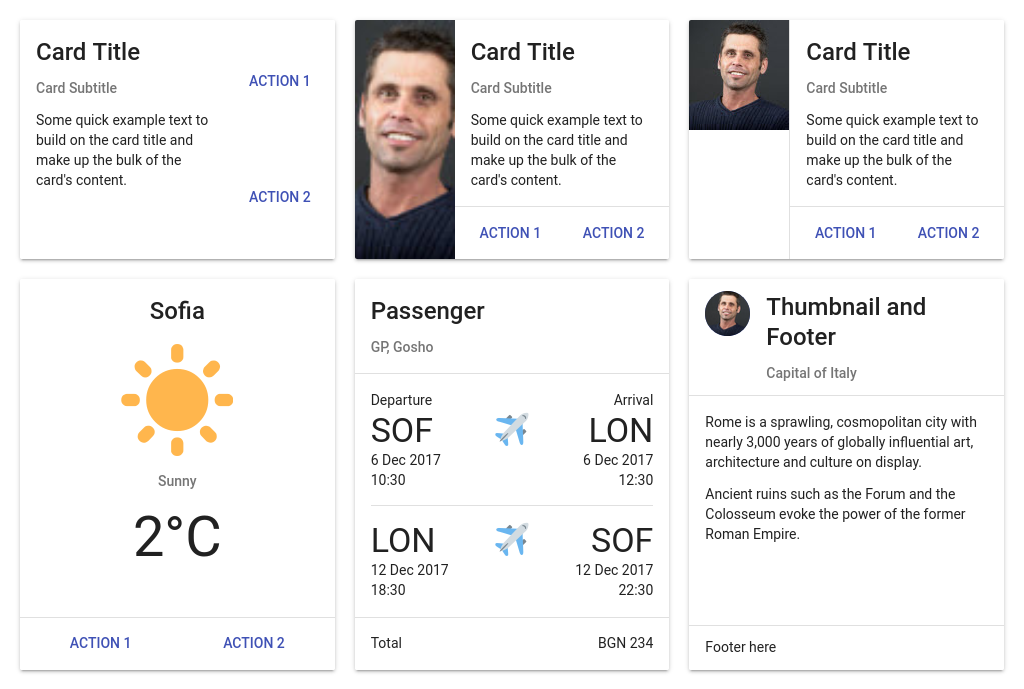 Card Title
Card Subtitle
Some quick example text to
build on the card title and
make up the bulk of the
card's content.
ACTION 1
ACTION 2
Card Title
Card Subtitle
Some quick example text to
build on the card title and
make up the bulk of the
card's content.
ACTION 1 ACTION 2
Card Title
Card Subtitle
Some quick example text to
build on the card title and
make up the bulk of the
card's content.
ACTION 1 ACTION 2
Sofia
Sunny
2°C
ACTION 1 ACTION 2
Passenger
GP, Gosho
Departure Arrival
SOF LON
6 Dec 2017 6 Dec 2017
10:30 12:30
LON SOF
12 Dec 2017 12 Dec 2017
18:30 22:30
Total BGN 234
Thumbnail and
Footer
Capital of Italy
Rome is a sprawling, cosmopolitan city with
nearly 3,000 years of globally influential art,
architecture and culture on display.
Ancient ruins such as the Forum and the
Colosseum evoke the power of the former
Roman Empire.
Footer here